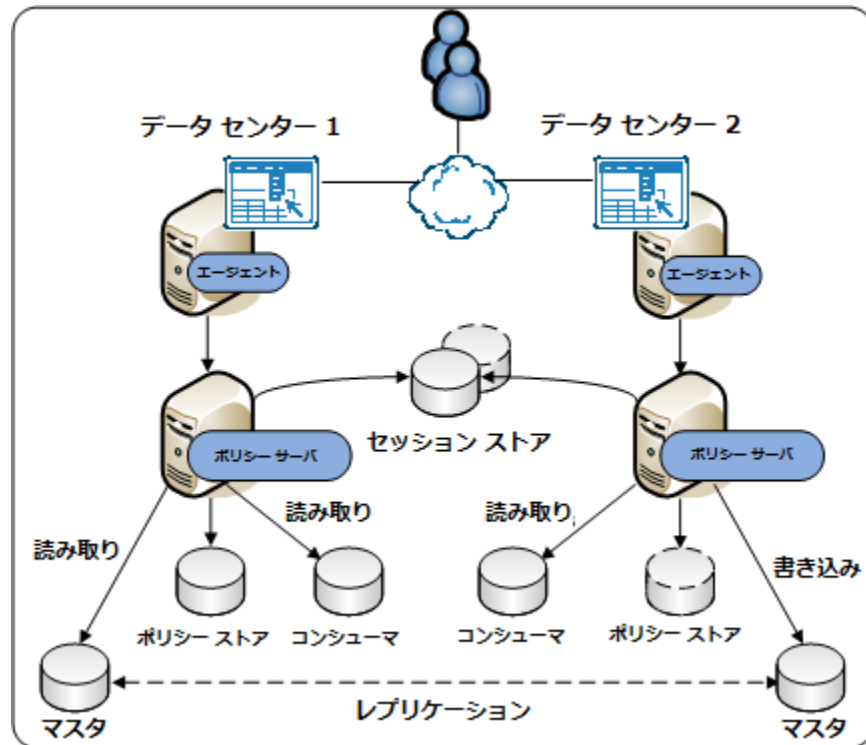 データ センター 1
データ センター 2
エージェント
エージェント
セッション ストア
ポリシー サーバ
ポリシー サーバ
読み取り
読み取り
読み取り
書き込み
ポリシー ストア
コンシューマ
コンシューマ
ポリシー ストア
マスタ
レプリケーション
マスタ